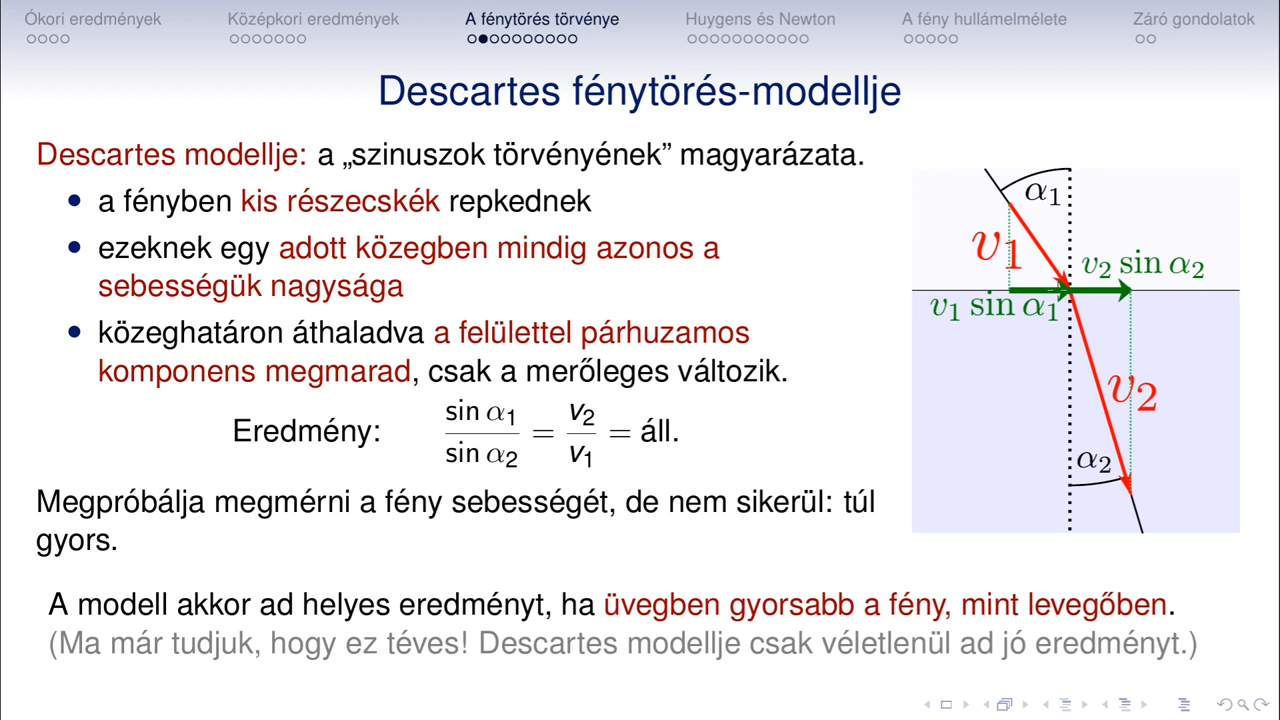 Ókori eredmények Középkori eredmények A fénytörés törvénye Huygens és Newton A fény hullámelmélete Záró gondolatok
Descartes fénytörés-modellje
Descartes modellje: a „szinuszok törvényének” magyarázata.
• a fényben kis részecskék repkednek
• ezeknek egy adott közegben mindig azonos a
sebességük nagysága
• közeghatáron áthaladva a felülettel párhuzamos
komponens megmarad, csak a merőleges változik.
Eredmény: sin α₁ / sin α₂ = v₂ / v₁ = áll.
Megpróbálja megmérni a fény sebességét, de nem sikerül: túl
gyors.
α₁
v₁
v₂ sin α₂
v₁ sin α₁
v₂
α₂
A modell akkor ad helyes eredményt, ha üvegben gyorsabb a fény, mint levegőben.
(Ma már tudjuk, hogy ez téves! Descartes modellje csak véletlenül ad jó eredményt.)